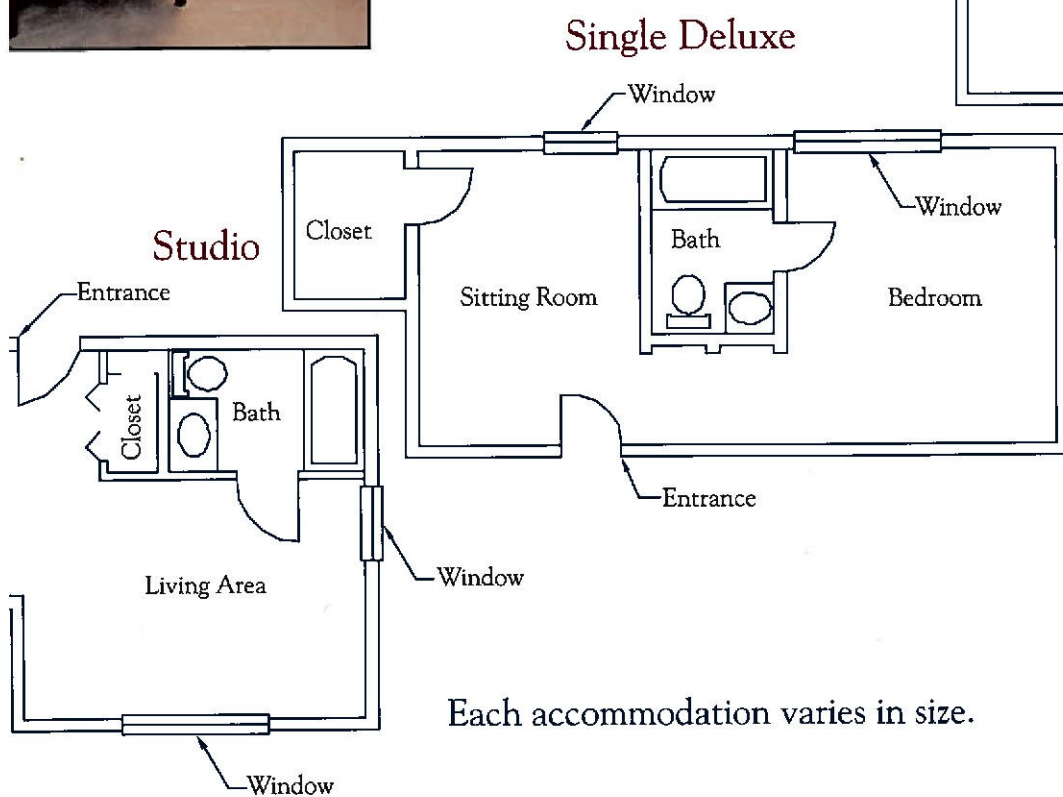 Single Deluxe
Window
Window
Closet
Bath
Sitting Room
Bedroom
Entrance
Studio
Entrance
Closet
Bath
Living Area
Window
Window
Each accommodation varies in size.